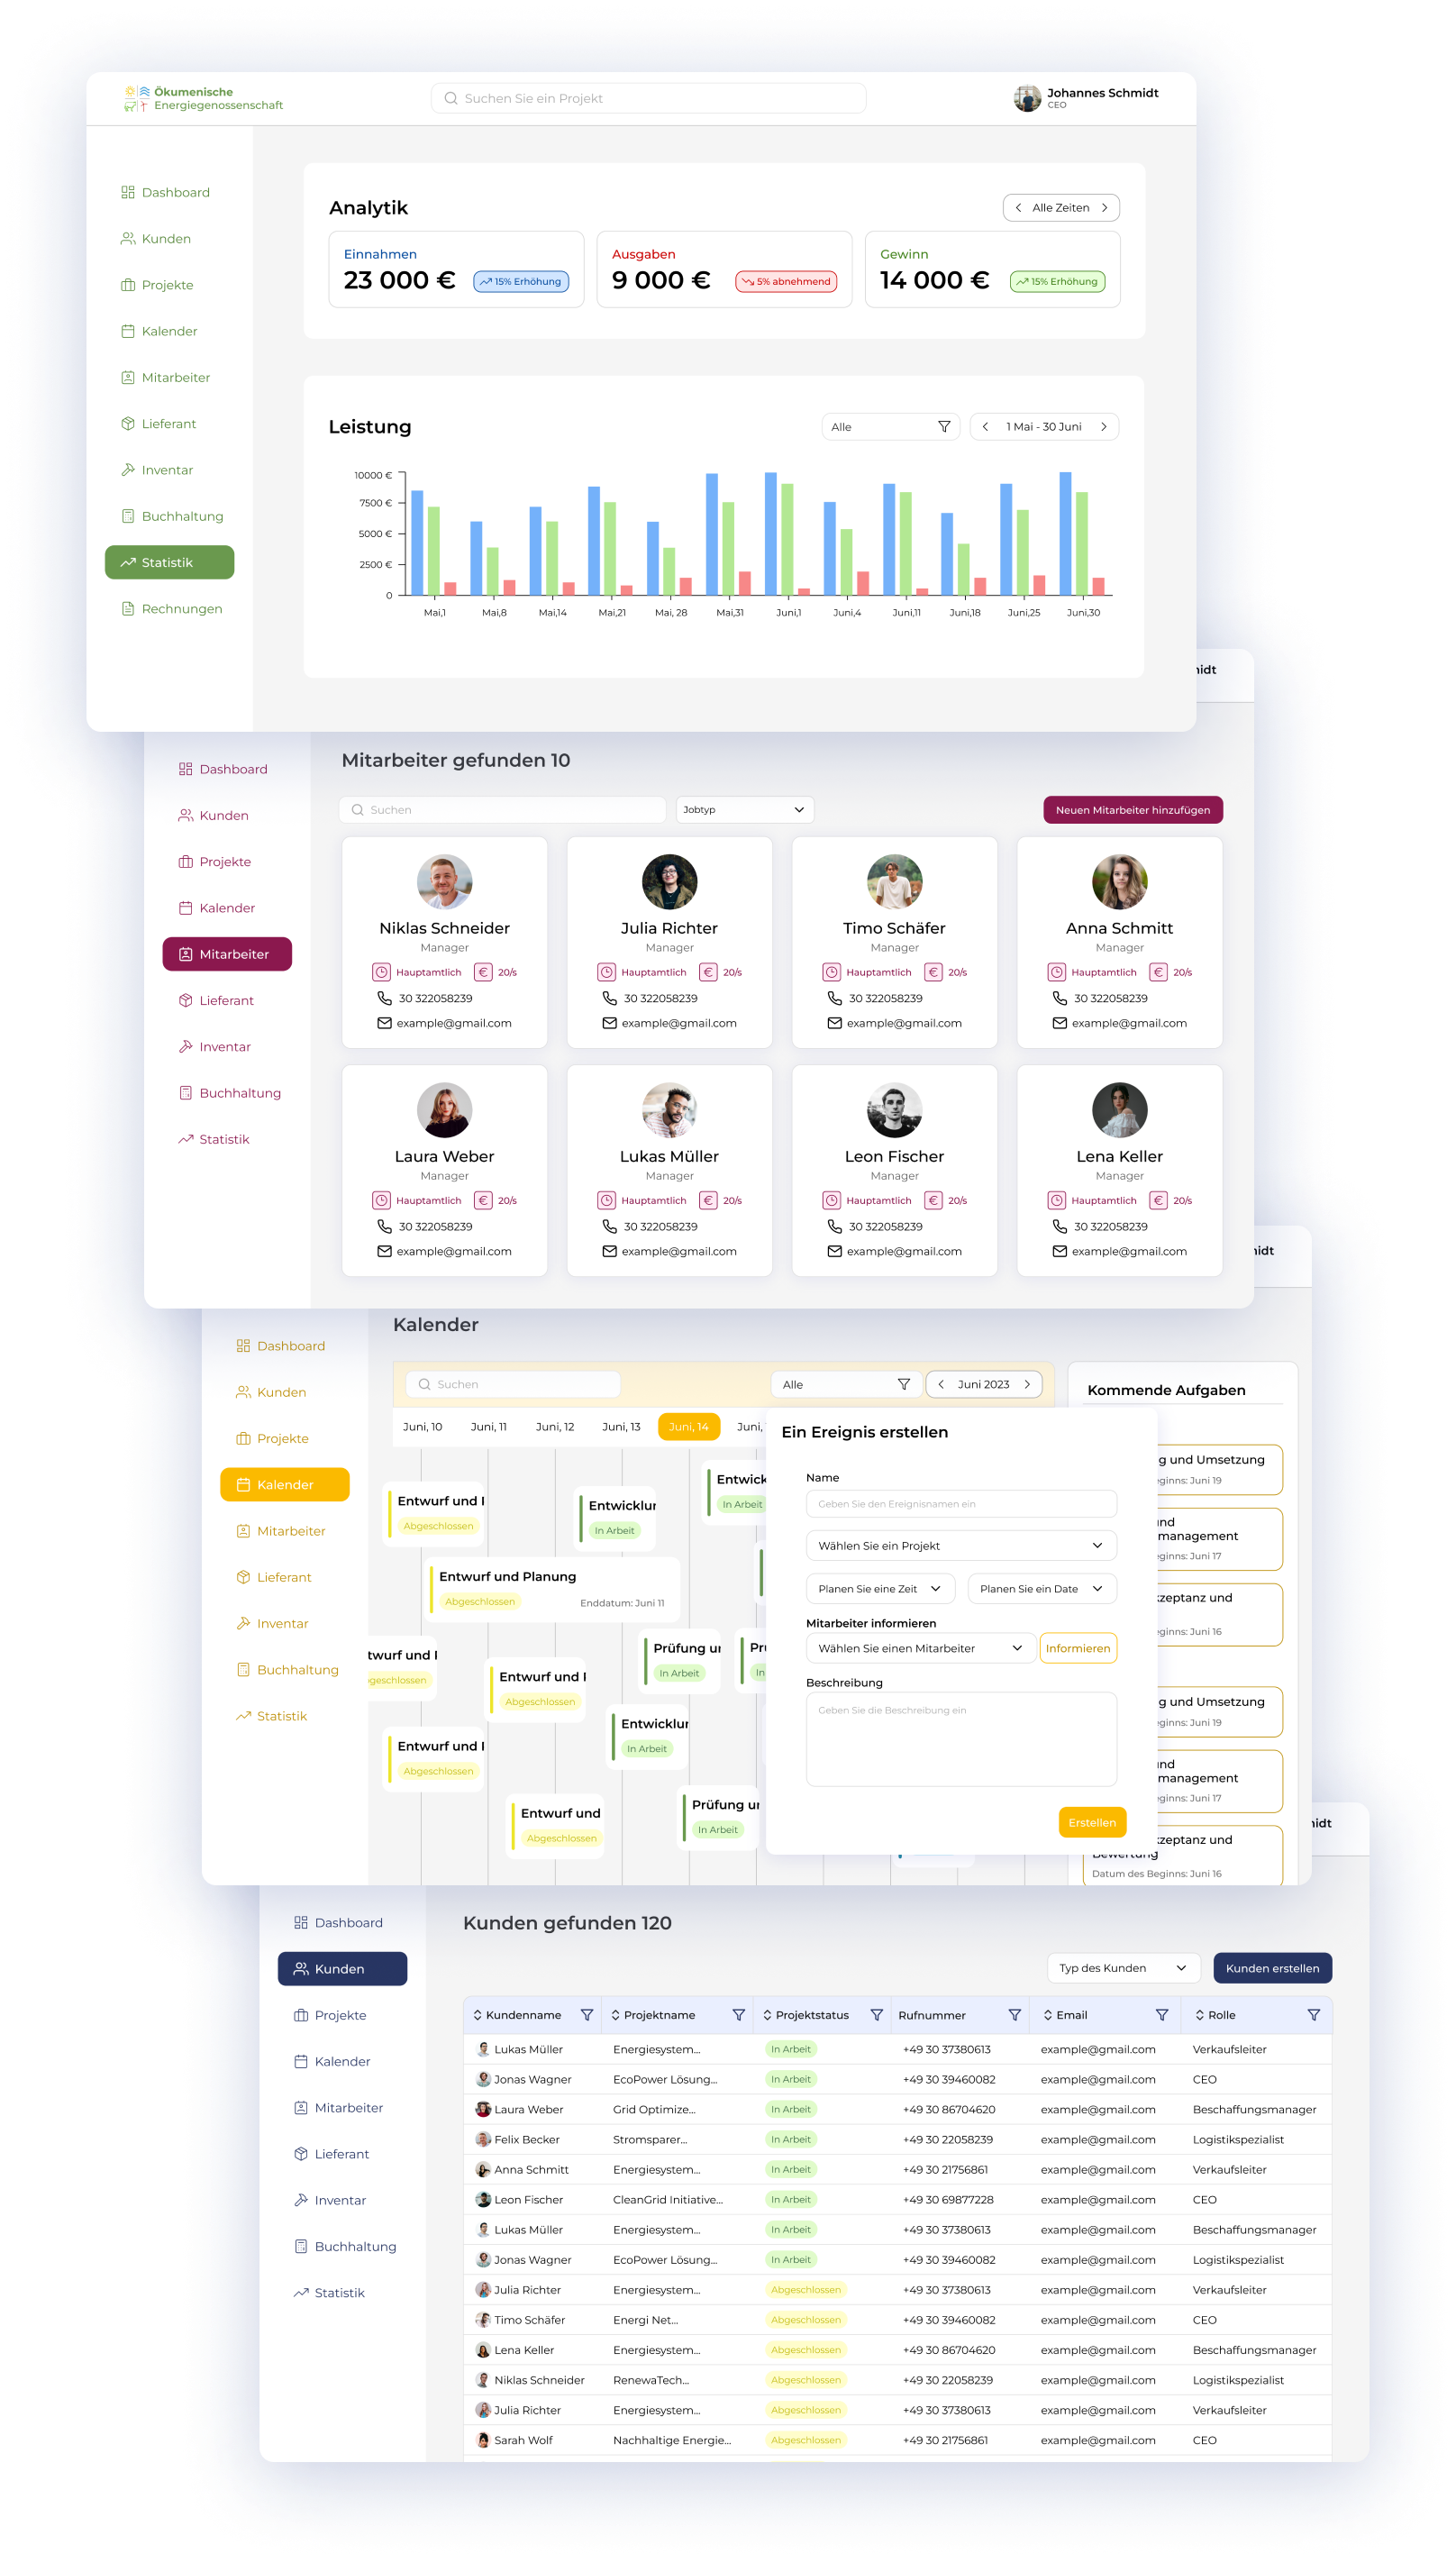 Ökumenische
Energiegenossenschaft
Suchen Sie ein Projekt
Johannes Schmidt
CEO
Dashboard
Kunden
Projekte
Kalender
Mitarbeiter
Lieferant
Inventar
Buchhaltung
Statistik
Rechnungen
Analytik
Alle Zeiten
Einnahmen
23 000 €
15% Erhöhung
Ausgaben
9 000 €
5% abnehmend
Gewinn
14 000 €
15% Erhöhung
Leistung
Alle
1 Mai - 30 Juni
10000 €
7500 €
5000 €
2500 €
0
Mai,1
Mai,8
Mai,14
Mai,21
Mai, 28
Mai,31
Juni,1
Juni,4
Juni,11
Juni,18
Juni,25
Juni,30
nidt
Dashboard
Kunden
Projekte
Kalender
Mitarbeiter
Lieferant
Inventar
Buchhaltung
Statistik
Mitarbeiter gefunden 10
Suchen
Jobtyp
Neuen Mitarbeiter hinzufügen
Niklas Schneider
Manager
Hauptamtlich 20/s
30 322058239
example@gmail.com
Julia Richter
Manager
Hauptamtlich 20/s
30 322058239
example@gmail.com
Timo Schäfer
Manager
Hauptamtlich 20/s
30 322058239
example@gmail.com
Anna Schmitt
Manager
Hauptamtlich 20/s
30 322058239
example@gmail.com
Laura Weber
Manager
Hauptamtlich 20/s
30 322058239
example@gmail.com
Lukas Müller
Manager
Hauptamtlich 20/s
30 322058239
example@gmail.com
Leon Fischer
Manager
Hauptamtlich 20/s
30 322058239
example@gmail.com
Lena Keller
Manager
Hauptamtlich 20/s
30 322058239
example@gmail.com
nidt
Dashboard
Kunden
Projekte
Kalender
Mitarbeiter
Lieferant
Inventar
Buchhaltung
Statistik
Kalender
Suchen
Alle
Juni 2023
Juni, 10
Juni, 11
Juni, 12
Juni, 13
Juni, 14
Juni,
Entwurf und
Abgeschlossen
Entwicklur
In Arbeit
Entwick
In Arbeit
Entwurf und Planung
Abgeschlossen
Enddatum: Juni 11
twurf und
geschlossen
Entwurf und
Abgeschlossen
Prüfung ur
In Arbeit
Pr
In
Entwicklur
In Arbeit
Entwurf und
Abgeschlossen
Entwurf und
Abgeschlossen
Prüfung ur
In Arbeit
Ein Ereignis erstellen
Name
Geben Sie den Ereignisnamen ein
Wählen Sie ein Projekt
Planen Sie eine Zeit
Planen Sie ein Date
Mitarbeiter informieren
Wählen Sie einen Mitarbeiter
Informieren
Beschreibung
Geben Sie die Beschreibung ein
Erstellen
Kommende Aufgaben
g und Umsetzung
eginns: Juni 19
und
management
eginns: Juni 17
kzeptanz und
eginns: Juni 16
g und Umsetzung
eginns: Juni 19
und
management
eginns: Juni 17
kzeptanz und
Bewertung
Datum des Beginns: Juni 16
nidt
Dashboard
Kunden
Projekte
Kalender
Mitarbeiter
Lieferant
Inventar
Buchhaltung
Statistik
Kunden gefunden 120
Typ des Kunden
Kunden erstellen
Kundenname Projektname Projektstatus Rufnummer Email Rolle
Lukas Müller Energiesystem... In Arbeit +49 30 37380613 example@gmail.com Verkaufsleiter
Jonas Wagner EcoPower Lösung... In Arbeit +49 30 39460082 example@gmail.com CEO
Laura Weber Grid Optimize... In Arbeit +49 30 86704620 example@gmail.com Beschaffungsmanager
Felix Becker Stromsparer... In Arbeit +49 30 22058239 example@gmail.com Logistikspezialist
Anna Schmitt Energiesystem... In Arbeit +49 30 21756861 example@gmail.com Verkaufsleiter
Leon Fischer CleanGrid Initiative... In Arbeit +49 30 69877228 example@gmail.com CEO
Lukas Müller Energiesystem... In Arbeit +49 30 37380613 example@gmail.com Beschaffungsmanager
Jonas Wagner EcoPower Lösung... In Arbeit +49 30 39460082 example@gmail.com Logistikspezialist
Julia Richter Energiesystem... Abgeschlossen +49 30 37380613 example@gmail.com Verkaufsleiter
Timo Schäfer Energi Net... Abgeschlossen +49 30 39460082 example@gmail.com CEO
Lena Keller Energiesystem... Abgeschlossen +49 30 86704620 example@gmail.com Beschaffungsmanager
Niklas Schneider RenewaTech... Abgeschlossen +49 30 22058239 example@gmail.com Logistikspezialist
Julia Richter Energiesystem... Abgeschlossen +49 30 37380613 example@gmail.com Verkaufsleiter
Sarah Wolf Nachhaltige Energie... Abgeschlossen +49 30 21756861 example@gmail.com CEO